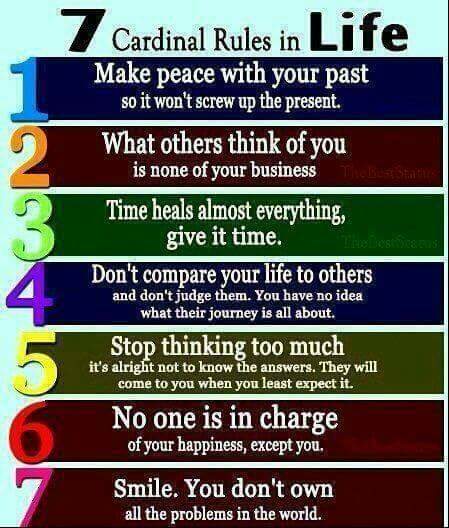 7 Cardinal Rules in Life
1
Make peace with your past
so it won't screw up the present.
2
What others think of you
is none of your business
TheBestStatus
3
Time heals almost everything,
give it time.
TheBestStatus
4
Don't compare your life to others
and don't judge them. You have no idea
what their journey is all about.
5
Stop thinking too much
it's alright not to know the answers. They will
come to you when you least expect it.
6
No one is in charge
of your happiness, except you.
TheBestStatus
7
Smile. You don't own
all the problems in the world.